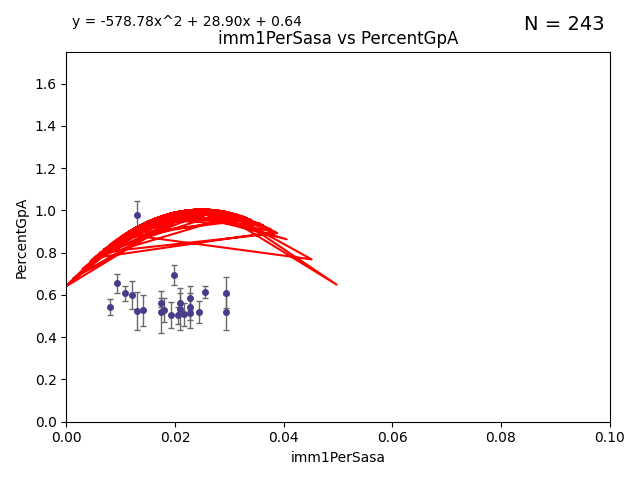 y = -578.78x^2 + 28.90x + 0.64
N = 243
imm1PerSasa vs PercentGpA
PercentGpA
1.6
1.4
1.2
1.0
0.8
0.6
0.4
0.2
0.0
0.00 0.02 0.04 0.06 0.08 0.10
imm1PerSasa